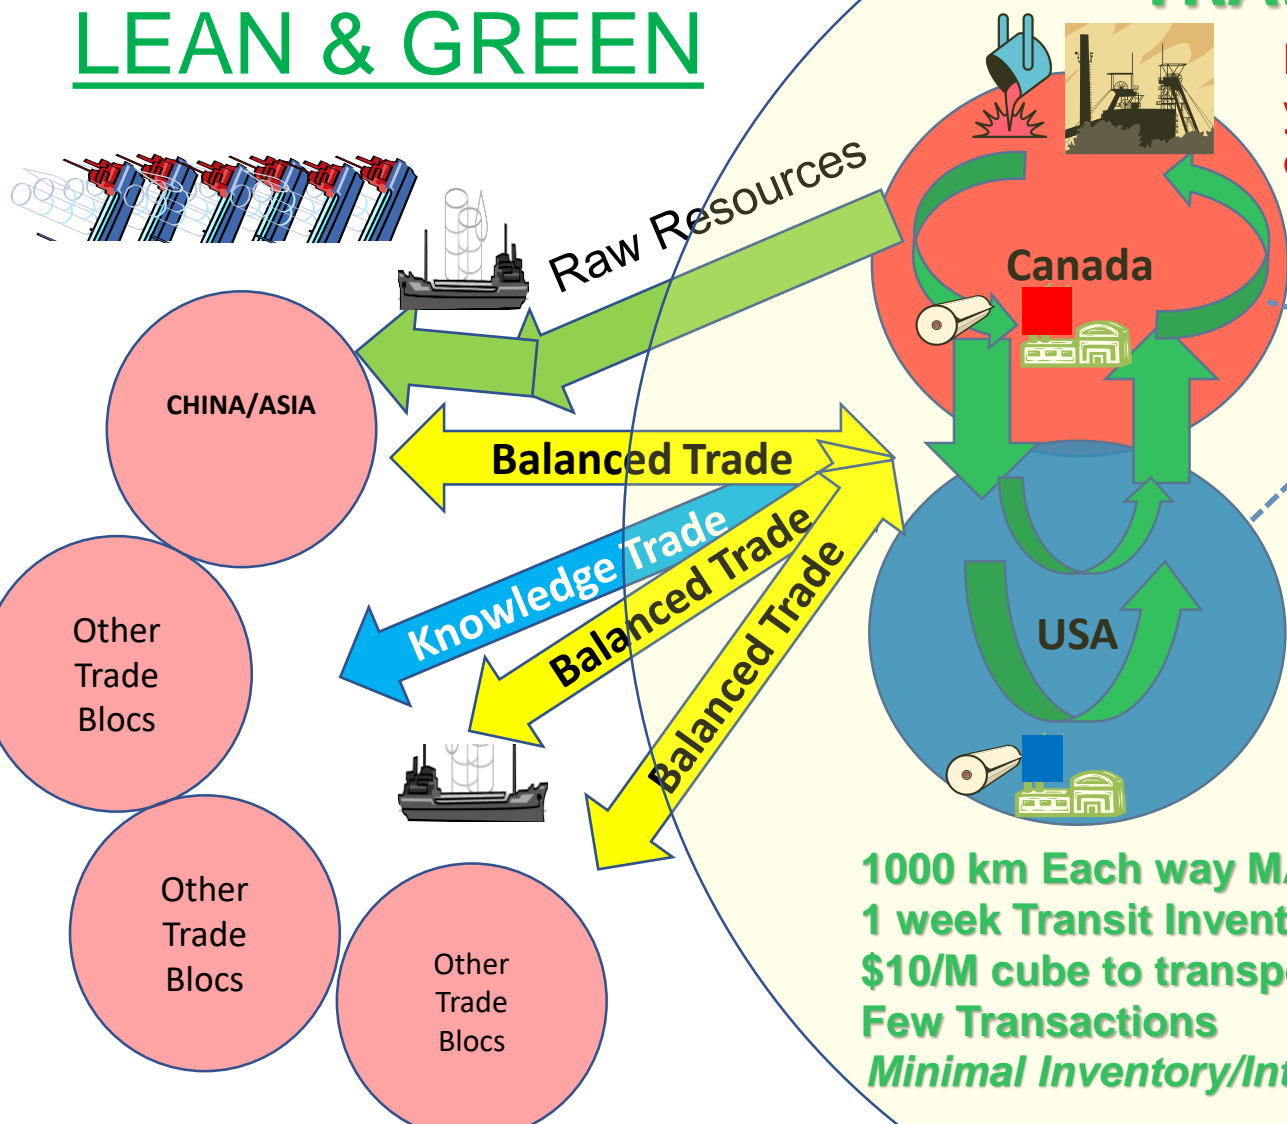 LEAN & GREEN
Raw Resources
Canada
CHINA/ASIA
Balanced Trade
Knowledge Trade
Balanced Trade
Balanced Trade
Other
Trade
Blocs
USA
Other
Trade
Blocs
Other
Trade
Blocs
1000 km Each way
1 week Transit
$10/M cube to
Few Transactions
Minimal